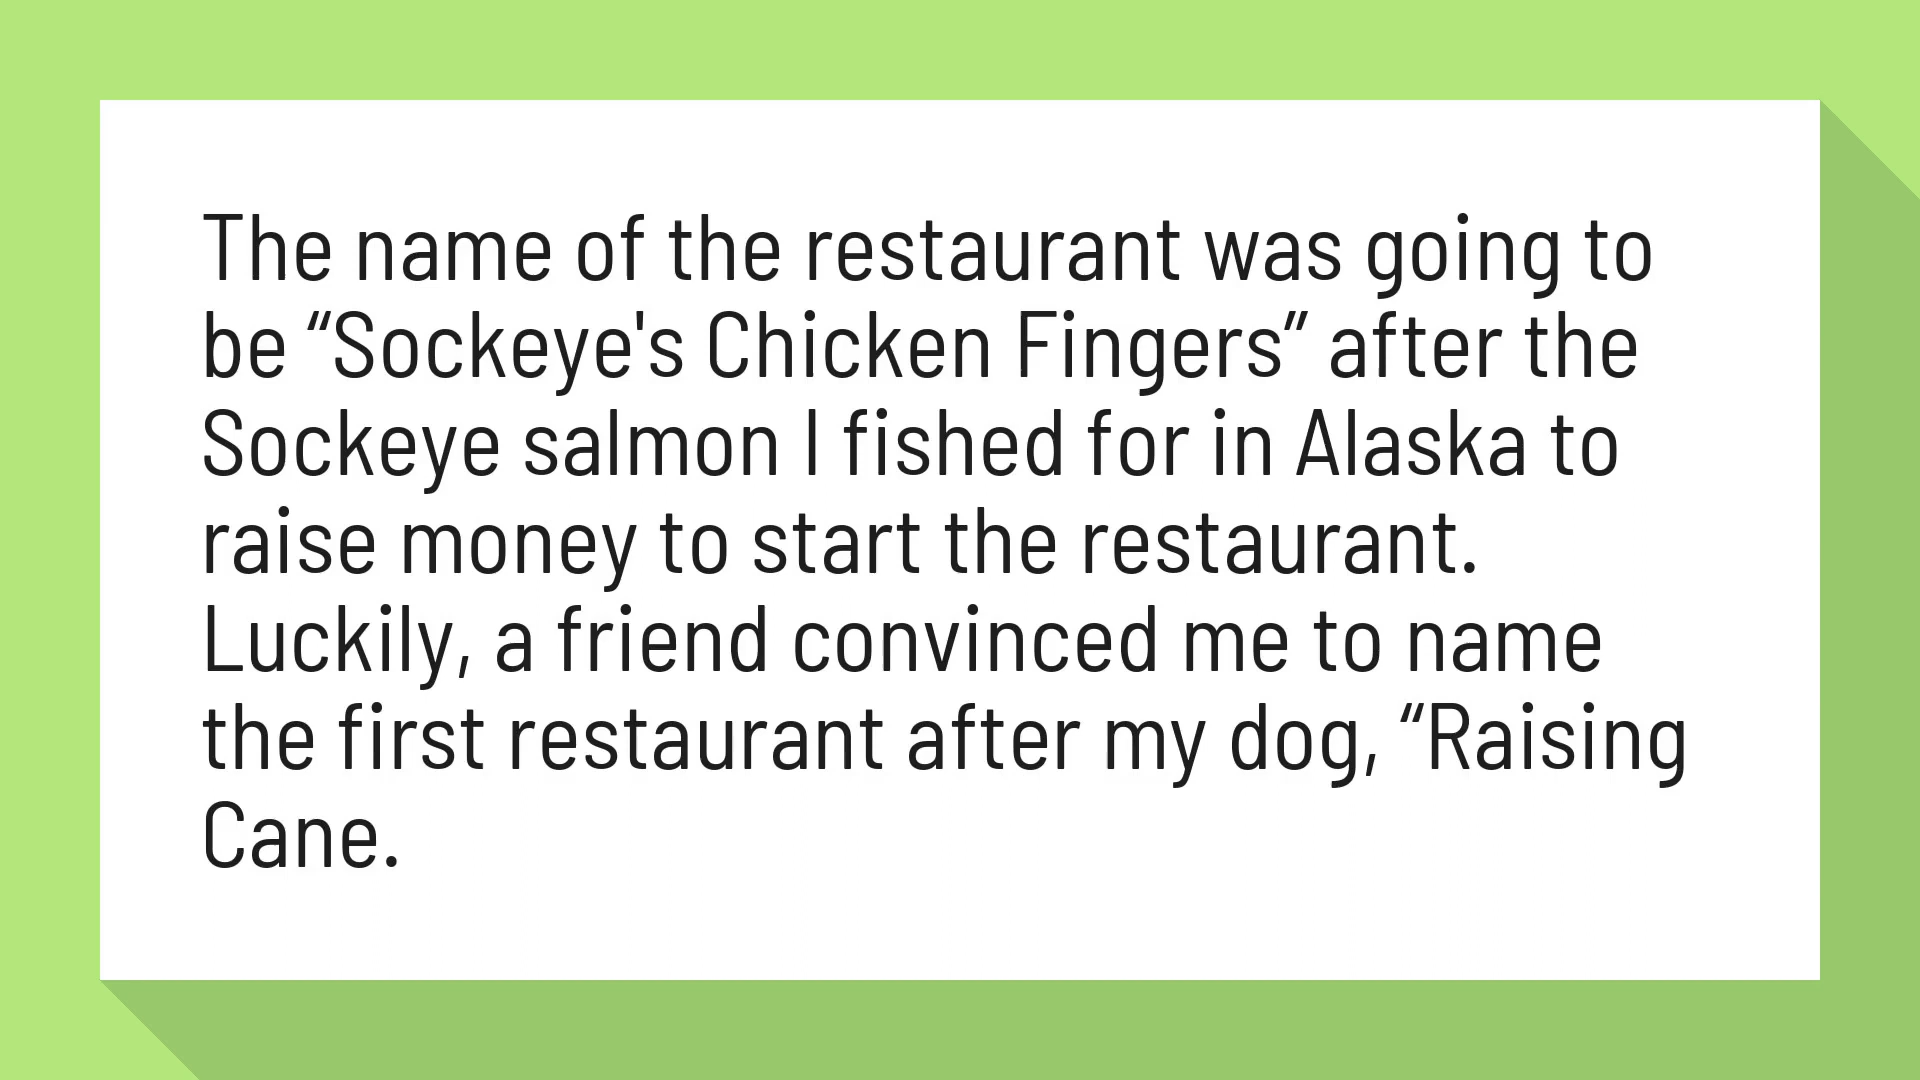 The name of the restaurant was going to
be “Sockeye's Chicken Fingers” after the
Sockeye salmon I fished for in Alaska to
raise money to start the restaurant.
Luckily, a friend convinced me to name
the first restaurant after my dog, “Raising
Cane.